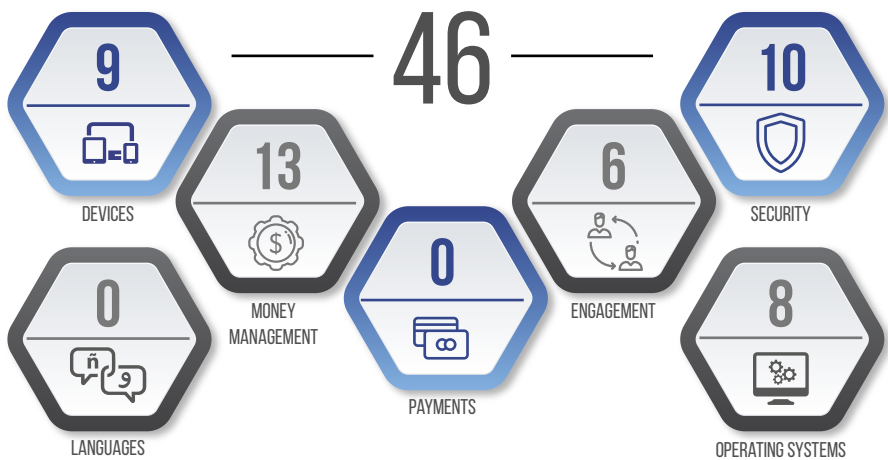 46
9
DEVICES
10
SECURITY
13
MONEY
MANAGEMENT
6
ENGAGEMENT
0
PAYMENTS
0
ñ
و
LANGUAGES
8
OPERATING SYSTEMS